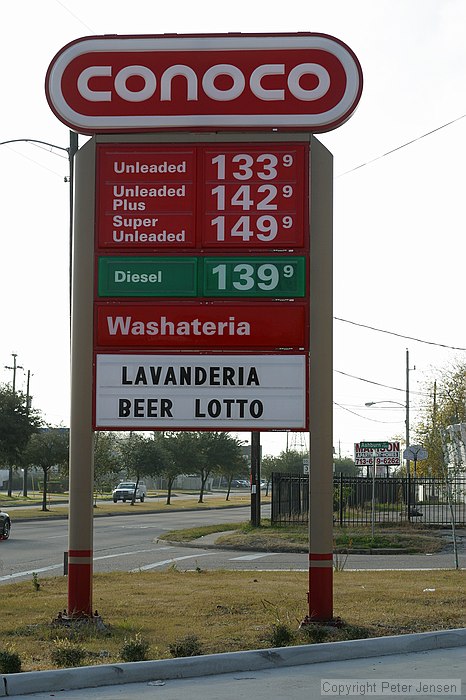 CONOCO
Unleaded 133 9
Unleaded Plus 142 9
Super Unleaded 149 9
Diesel 139 9
Washateria
LAVANDERIA
BEER LOTTO
Copyright Peter Jensen